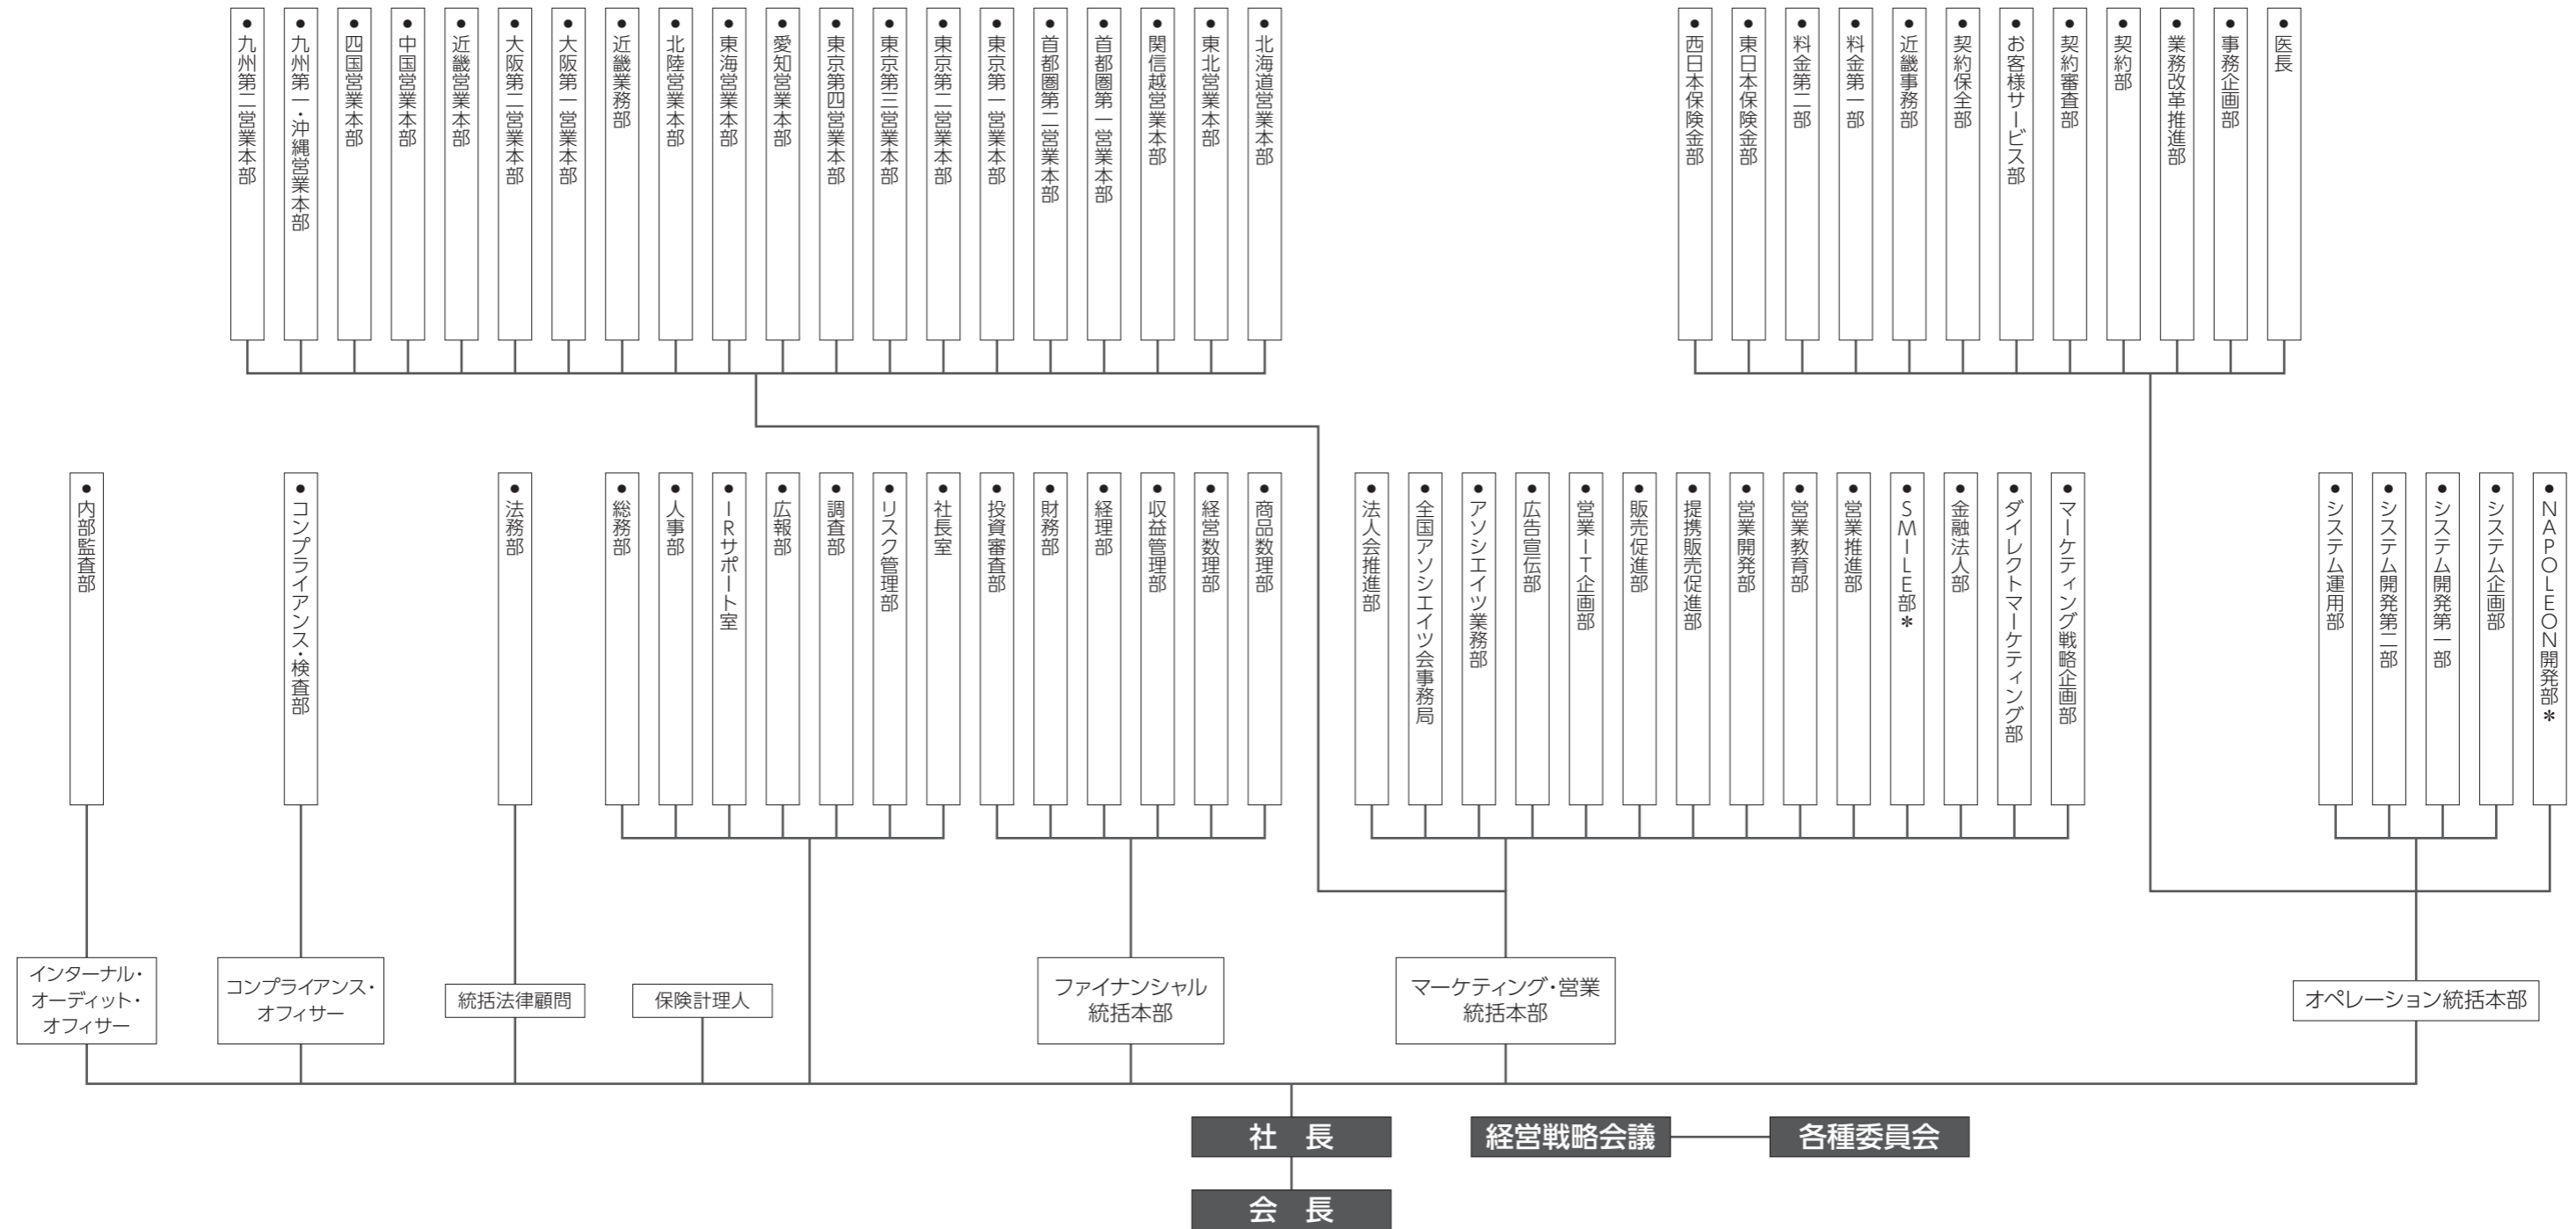 ●九州第二営業本部
●九州第一・沖縄営業本部
●四国営業本部
●中国営業本部
●近畿営業本部
●大阪第二営業本部
●大阪第一営業本部
●近畿業務部
●北陸営業本部
●東海営業本部
●愛知営業本部
●東京第四営業本部
●東京第三営業本部
●東京第二営業本部
●東京第一営業本部
●首都圏第二営業本部
●首都圏第一営業本部
●関信越営業本部
●東北営業本部
●北海道営業本部
●西日本保険金部
●東日本保険金部
●料金第二部
●料金第一部
●近畿事務部
●契約保全部
●お客様サービス部
●契約審査部
●契約部
●業務改革推進部
●事務企画部
●医長
●内部監査部
●コンプライアンス・検査部
●法務部
●総務部
●人事部
●IRサポート室
●広報部
●調査部
●リスク管理部
●社長室
●投資審査部
●財務部
●経理部
●収益管理部
●経営数理部
●商品数理部
●法人会推進部
●全国アソシエイツ会事務局
●アソシエイツ業務部
●広告宣伝部
●営業IT企画部
●販売促進部
●提携販売促進部
●営業開発部
●営業教育部
●営業推進部
●SMILE部＊
●金融法人部
●ダイレクトマーケティング部
●マーケティング戦略企画部
●システム運用部
●システム開発第二部
●システム開発第一部
●システム企画部
●NAPOLEON開発部＊
インターナル・
オーディット・
オフィサー
コンプライアンス・
オフィサー
統括法律顧問
保険計理人
ファイナンシャル
統括本部
マーケティング・営業
統括本部
オペレーション統括本部
社　長
経営戦略会議
各種委員会
会　長